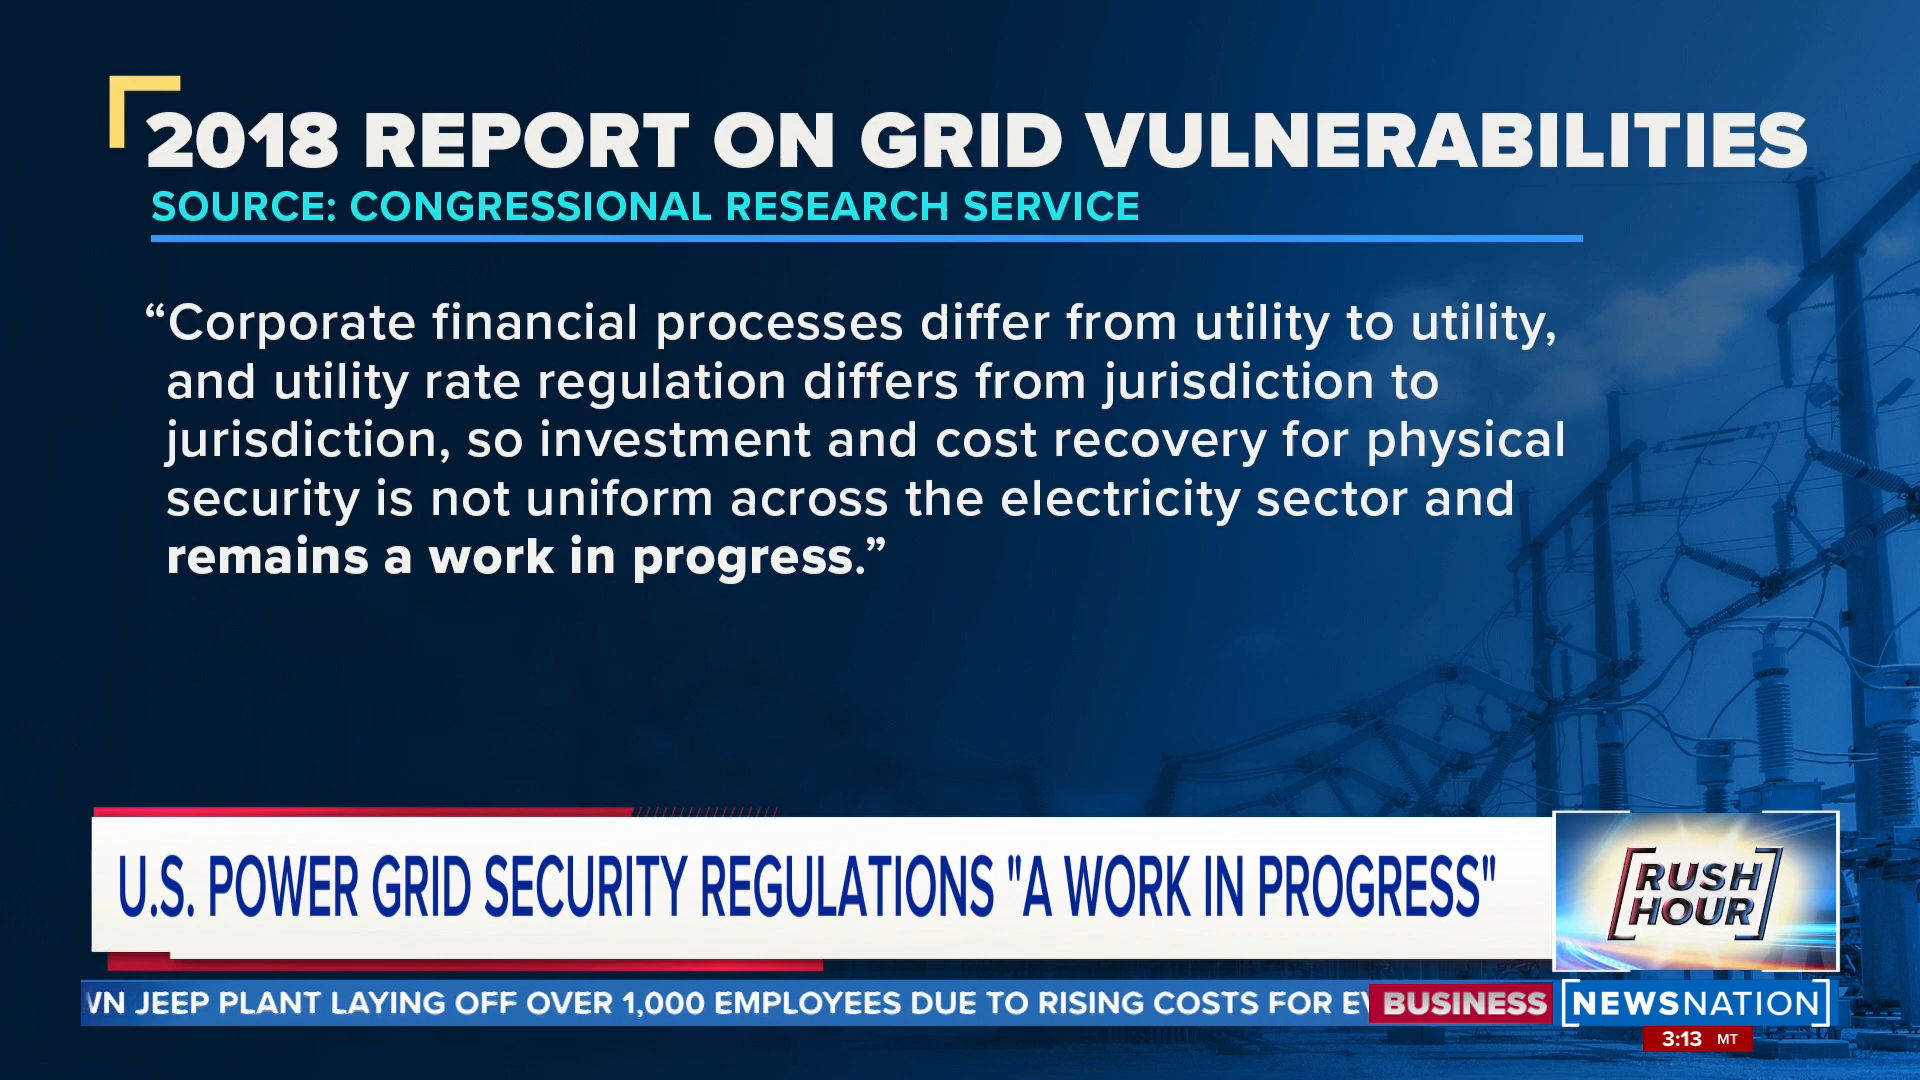 2018 REPORT ON GRID VULNERABILITIES
SOURCE: CONGRESSIONAL RESEARCH SERVICE
“Corporate financial processes differ from utility to utility,
and utility rate regulation differs from jurisdiction to
jurisdiction, so investment and cost recovery for physical
security is not uniform across the electricity sector and
remains a work in progress.”
U.S. POWER GRID SECURITY REGULATIONS "A WORK IN PROGRESS"
RUSH
HOUR
WN JEEP PLANT LAYING OFF OVER 1,000 EMPLOYEES DUE TO RISING COSTS FOR EV
BUSINESS
NEWSNATION
3:13 MT